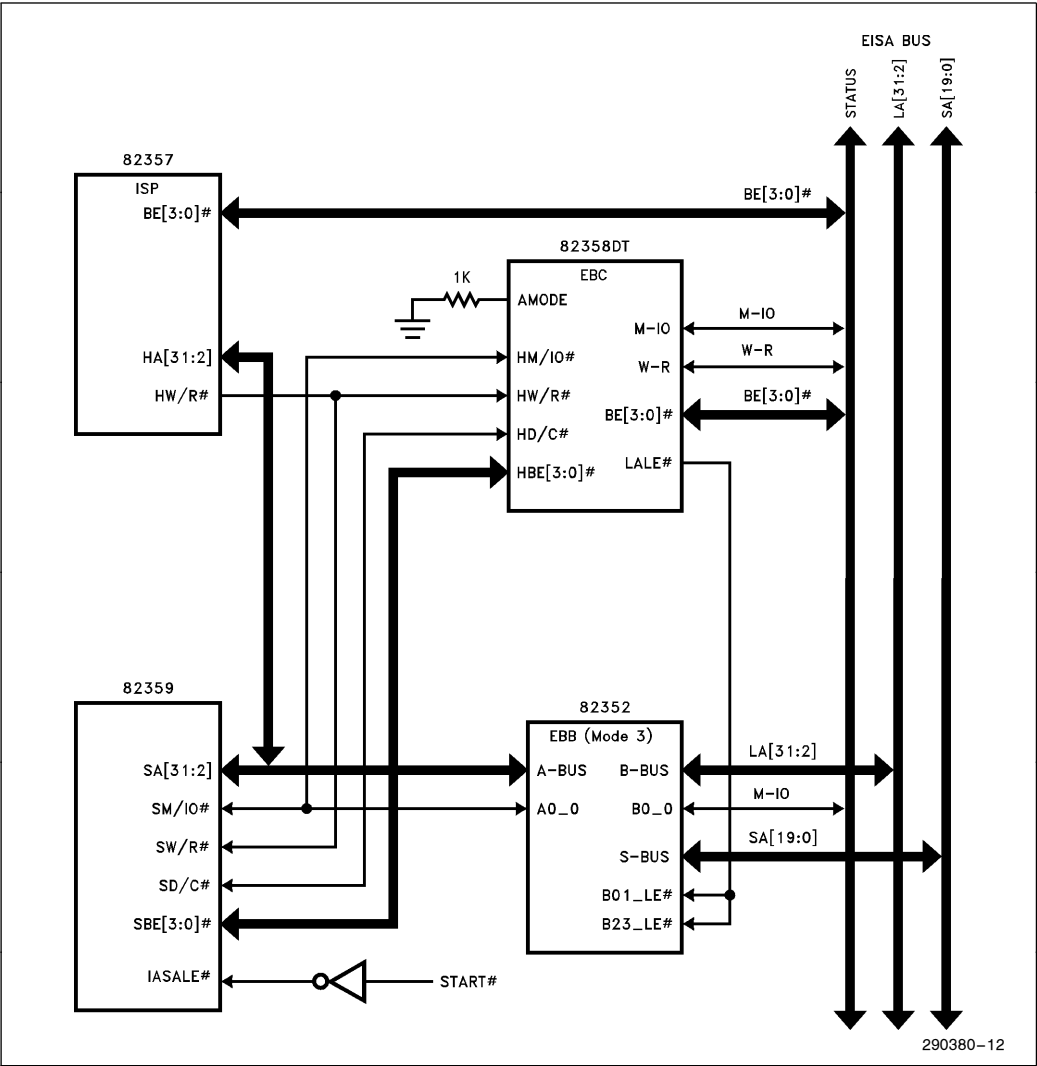 EISA BUS
STATUS
LA[31:2]
SA[19:0]
82357
ISP
BE[3:0]#
HA[31:2]
HW/R#
BE[3:0]#
82358DT
EBC
1K
AMODE
HM/IO#
HW/R#
HD/C#
HBE[3:0]#
M-IO
W-R
BE[3:0]#
LALE#
M-IO
W-R
BE[3:0]#
82359
SA[31:2]
SM/IO#
SW/R#
SD/C#
SBE[3:0]#
IASALE#
START#
82352
EBB (Mode 3)
A-BUS
A0_0
B-BUS
B0_0
S-BUS
B01_LE#
B23_LE#
LA[31:2]
M-IO
SA[19:0]
290380-12